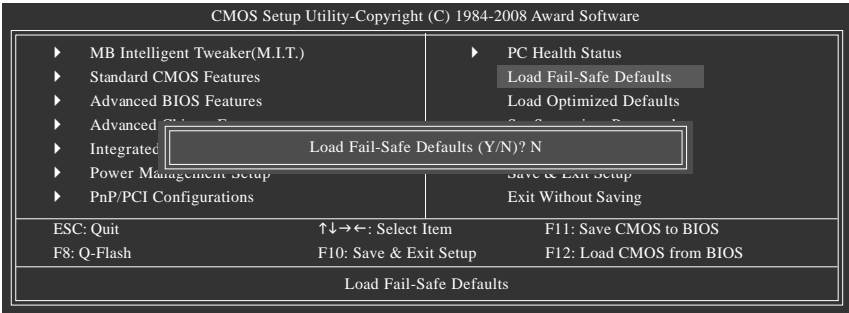 CMOS Setup Utility-Copyright (C) 1984-2008 Award Software
MB Intelligent Tweaker(M.I.T.)
Standard CMOS Features
Advanced BIOS Features
Advanced
Integrated
Power Management Setup
PnP/PCI Configurations
PC Health Status
Load Fail-Safe Defaults
Load Optimized Defaults
Save & Exit Setup
Exit Without Saving
Load Fail-Safe Defaults (Y/N)? N
ESC: Quit ↑↓→←: Select Item F11: Save CMOS to BIOS
F8: Q-Flash F10: Save & Exit Setup F12: Load CMOS from BIOS
Load Fail-Safe Defaults